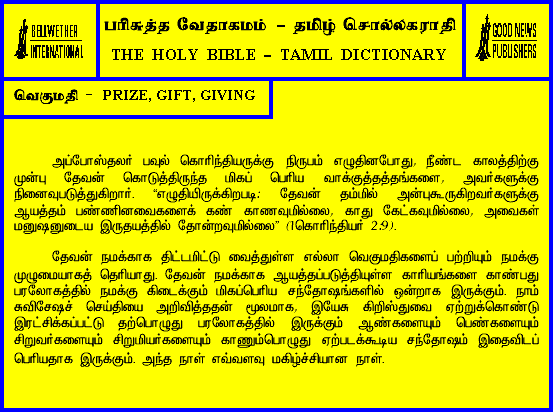 BELLWETHER
INTERNATIONAL
பரிசுத்த வேதாகமம் - தமிழ் சொல்லகராதி
THE HOLY BIBLE - TAMIL DICTIONARY
GOOD NEWS
PUBLISHERS
வெகுமதி - PRIZE, GIFT, GIVING
அப்போஸ்தலர் பவுல் கொரிந்தியருக்கு நிருபம் எழுதினபோது, நீண்ட காலத்திற்கு
முன்பு தேவன் கொடுத்திருந்த மிகப் பெரிய வாக்குத்தத்தங்களை, அவர்களுக்கு
நினைவுபடுத்துகிறார். “எழுதியிருக்கிறபடி: தேவன் தம்மில் அன்புகூருகிறவர்களுக்கு
ஆயத்தம் பண்ணினவைகளைக் கண் காணவுமில்லை, காது கேட்கவுமில்லை, அவைகள்
மனுஷனுடைய இருதயத்தில் தோன்றவுமில்லை” (1கொரிந்தியர் 2:9).
தேவன் நமக்காக திட்டமிட்டு வைத்துள்ள எல்லா வெகுமதிகளைப் பற்றியும் நமக்கு
முழுமையாகத் தெரியாது. தேவன் நமக்காக ஆயத்தப்படுத்தியுள்ள காரியங்களை காண்பது
பரலோகத்தில் நமக்கு கிடைக்கும் மிகப்பெரிய சந்தோஷங்களில் ஒன்றாக இருக்கும். நாம்
சுவிசேஷச் செய்தியை அறிவித்ததன் மூலமாக, இயேசு கிறிஸ்துவை ஏற்றுக்கொண்டு
இரட்சிக்கப்பட்டு தற்பொழுது பரலோகத்தில் இருக்கும் ஆண்களையும் பெண்களையும்
சிறுவர்களையும் சிறுமியர்களையும் காணும்பொழுது ஏற்படக்கூடிய சந்தோஷம் இதைவிடப்
பெரியதாக இருக்கும். அந்த நாள் எவ்வளவு மகிழ்ச்சியான நாள்.